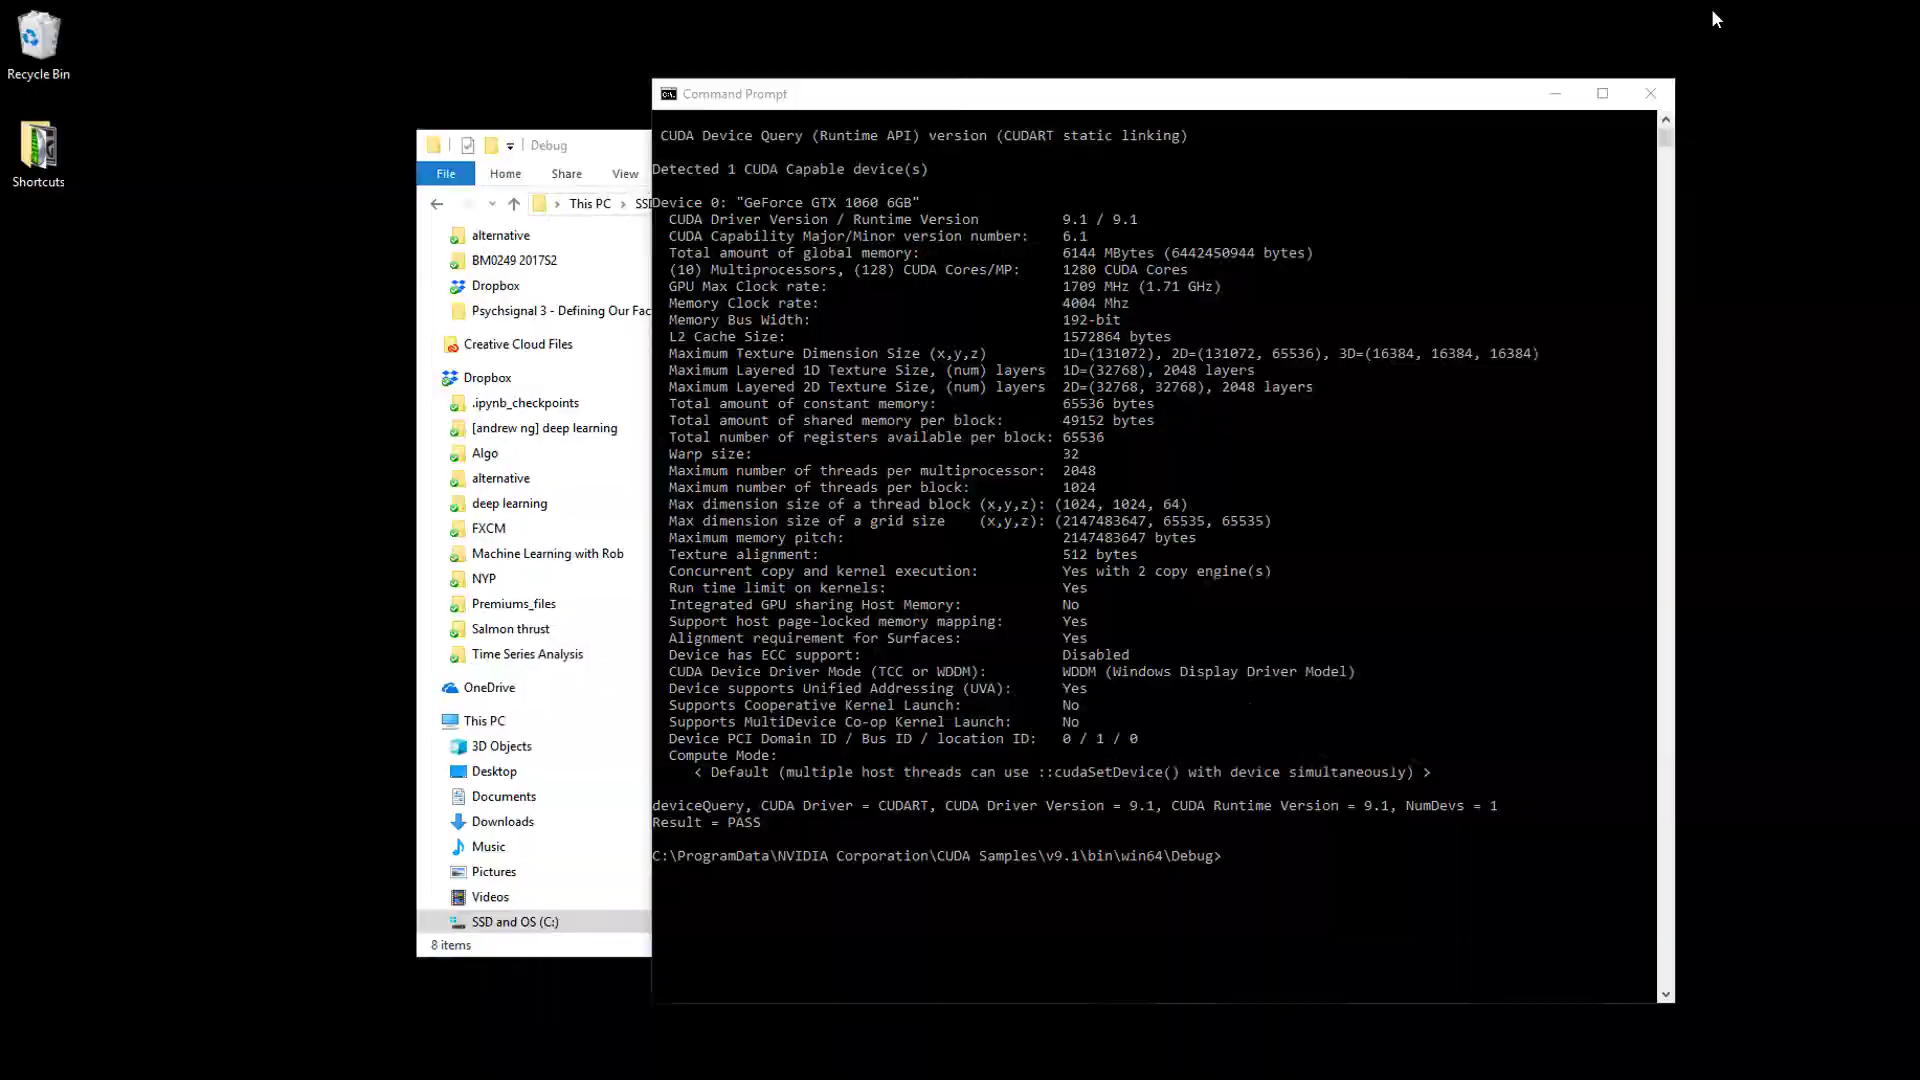 Recycle Bin
Shortcuts
Debug
File Home Share View
This PC
alternative
BM0249 2017S2
Dropbox
Psychsignal 3 - Defining Our Fac
Creative Cloud Files
Dropbox
.ipynb_checkpoints
[andrew ng] deep learning
Algo
alternative
deep learning
FXCM
Machine Learning with Rob
NYP
Premiums_files
Salmon thrust
Time Series Analysis
OneDrive
This PC
3D Objects
Desktop
Documents
Downloads
Music
Pictures
Videos
SSD and OS (C:)
8 items
Command Prompt
CUDA Device Query (Runtime API) version (CUDART static linking)
Detected 1 CUDA Capable device(s)
Device 0: "GeForce GTX 1060 6GB"
CUDA Driver Version / Runtime Version 9.1 / 9.1
CUDA Capability Major/Minor version number: 6.1
Total amount of global memory: 6144 MBytes (6442450944 bytes)
(10) Multiprocessors, (128) CUDA Cores/MP: 1280 CUDA Cores
GPU Max Clock rate: 1709 MHz (1.71 GHz)
Memory Clock rate: 4004 Mhz
Memory Bus Width: 192-bit
L2 Cache Size: 1572864 bytes
Maximum Texture Dimension Size (x,y,z) 1D=(131072), 2D=(131072, 65536), 3D=(16384, 16384, 16384)
Maximum Layered 1D Texture Size, (num) layers 1D=(32768), 2048 layers
Maximum Layered 2D Texture Size, (num) layers 2D=(32768, 32768), 2048 layers
Total amount of constant memory: 65536 bytes
Total amount of shared memory per block: 49152 bytes
Total number of registers available per block: 65536
Warp size: 32
Maximum number of threads per multiprocessor: 2048
Maximum number of threads per block: 1024
Max dimension size of a thread block (x,y,z): (1024, 1024, 64)
Max dimension size of a grid size (x,y,z): (2147483647, 65535, 65535)
Maximum memory pitch: 2147483647 bytes
Texture alignment: 512 bytes
Concurrent copy and kernel execution: Yes with 2 copy engine(s)
Run time limit on kernels: Yes
Integrated GPU sharing Host Memory: No
Support host page-locked memory mapping: Yes
Alignment requirement for Surfaces: Yes
Device has ECC support: Disabled
CUDA Device Driver Mode (TCC or WDDM): WDDM (Windows Display Driver Model)
Device supports Unified Addressing (UVA): Yes
Supports Cooperative Kernel Launch: No
Supports MultiDevice Co-op Kernel Launch: No
Device PCI Domain ID / Bus ID / location ID: 0 / 1 / 0
Compute Mode:
< Default (multiple host threads can use ::cudaSetDevice() with device simultaneously) >
deviceQuery, CUDA Driver = CUDART, CUDA Driver Version = 9.1, CUDA Runtime Version = 9.1, NumDevs = 1
Result = PASS
C:\ProgramData\NVIDIA Corporation\CUDA Samples\v9.1\bin\win64\Debug>